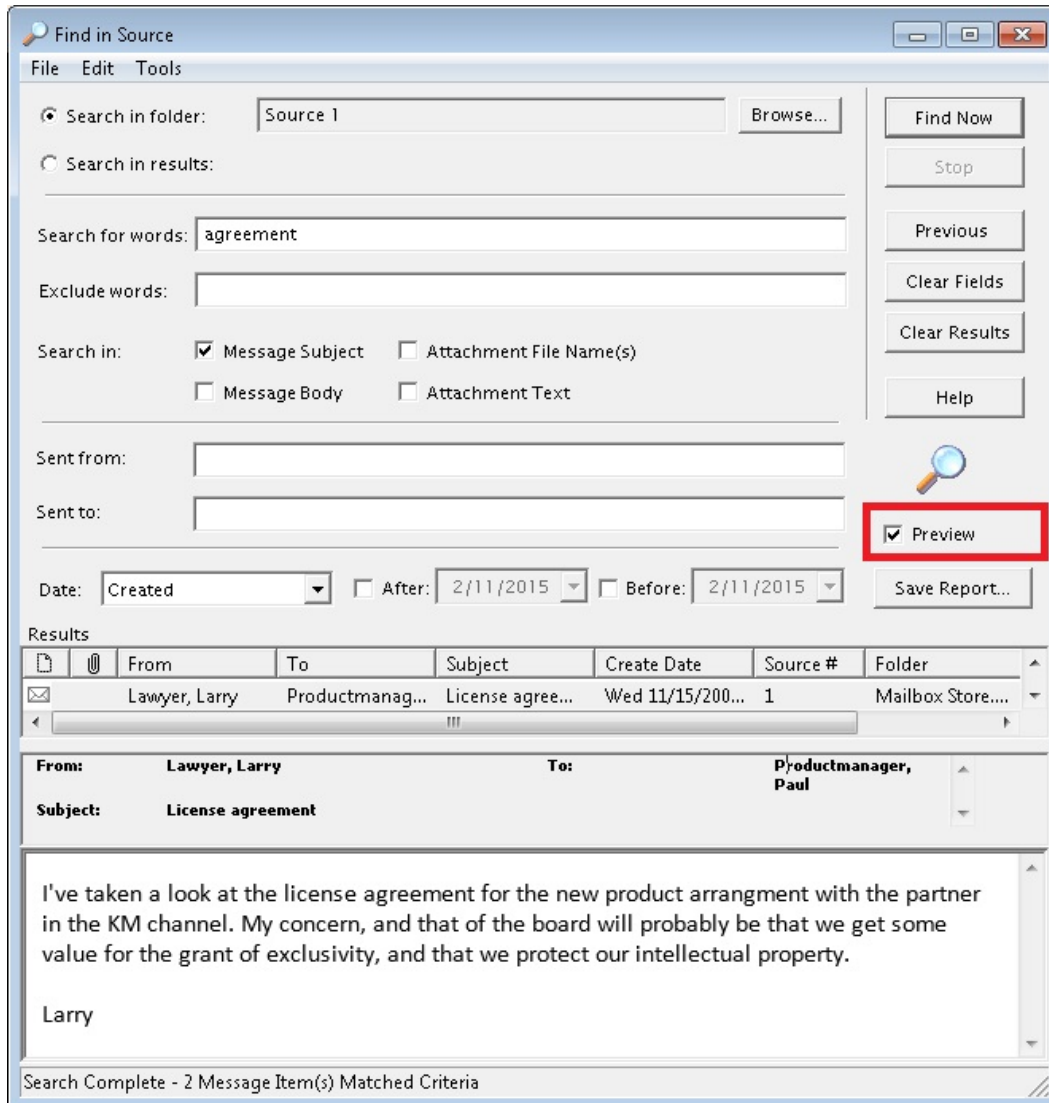 Find in Source
File Edit Tools
Search in folder: Source 1 Browse... Find Now
Search in results: Stop
Search for words: agreement Previous
Exclude words: Clear Fields
Search in: Message Subject Attachment File Name(s) Clear Results
Message Body Attachment Text Help
Sent from:
Sent to:
Preview
Date: Created After: 2/11/2015 Before: 2/11/2015 Save Report...
Results
From To Subject Create Date Source # Folder
Lawyer, Larry Productmanag... License agree... Wed 11/15/200... 1 Mailbox Store....
From: Lawyer, Larry To: Productmanager,
Paul
Subject: License agreement
I've taken a look at the license agreement for the new product arrangment with the partner
in the KM channel. My concern, and that of the board will probably be that we get some
value for the grant of exclusivity, and that we protect our intellectual property.
Larry
Search Complete - 2 Message Item(s) Matched Criteria